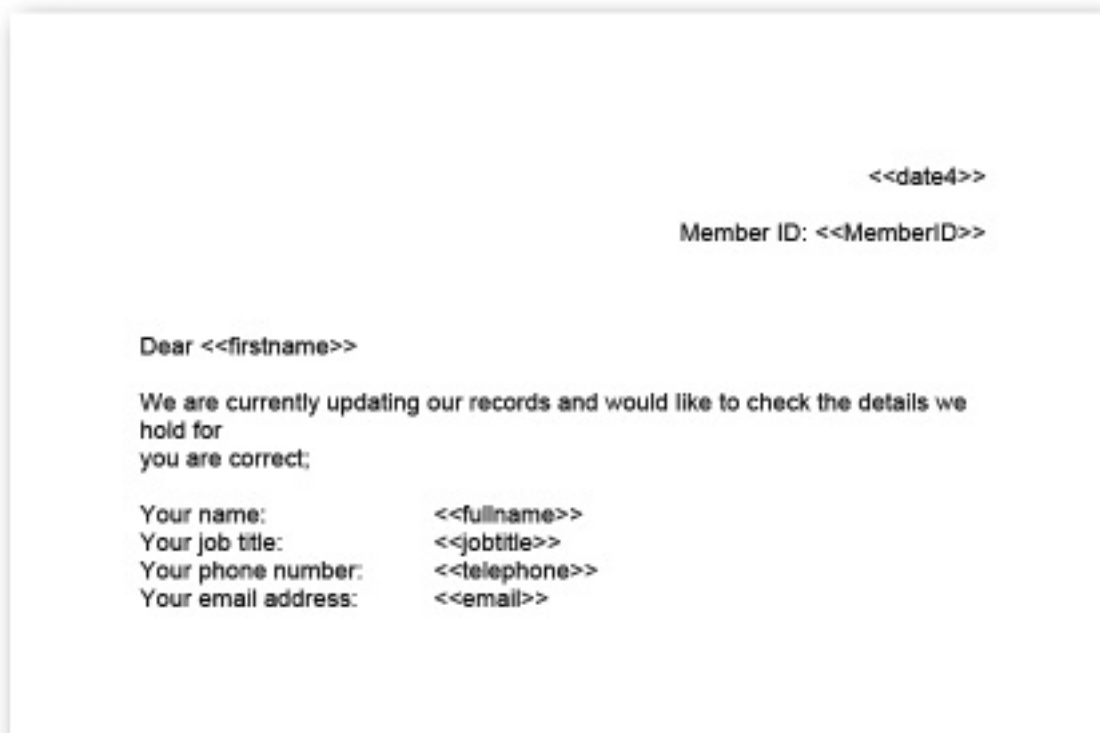 <<date4>>
Member ID: <<MemberID>>
Dear <<firstname>>
We are currently updating our records and would like to check the details we
hold for
you are correct;
Your name: <<fullname>>
Your job title: <<jobtitle>>
Your phone number: <<telephone>>
Your email address: <<email>>